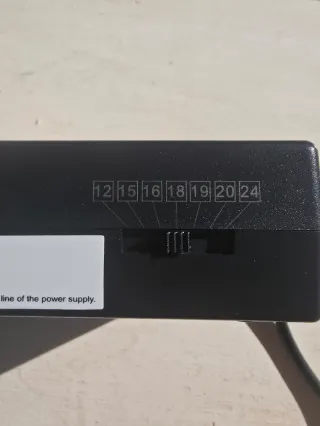 12 15 16 18 19 20 24
line of the power supply.